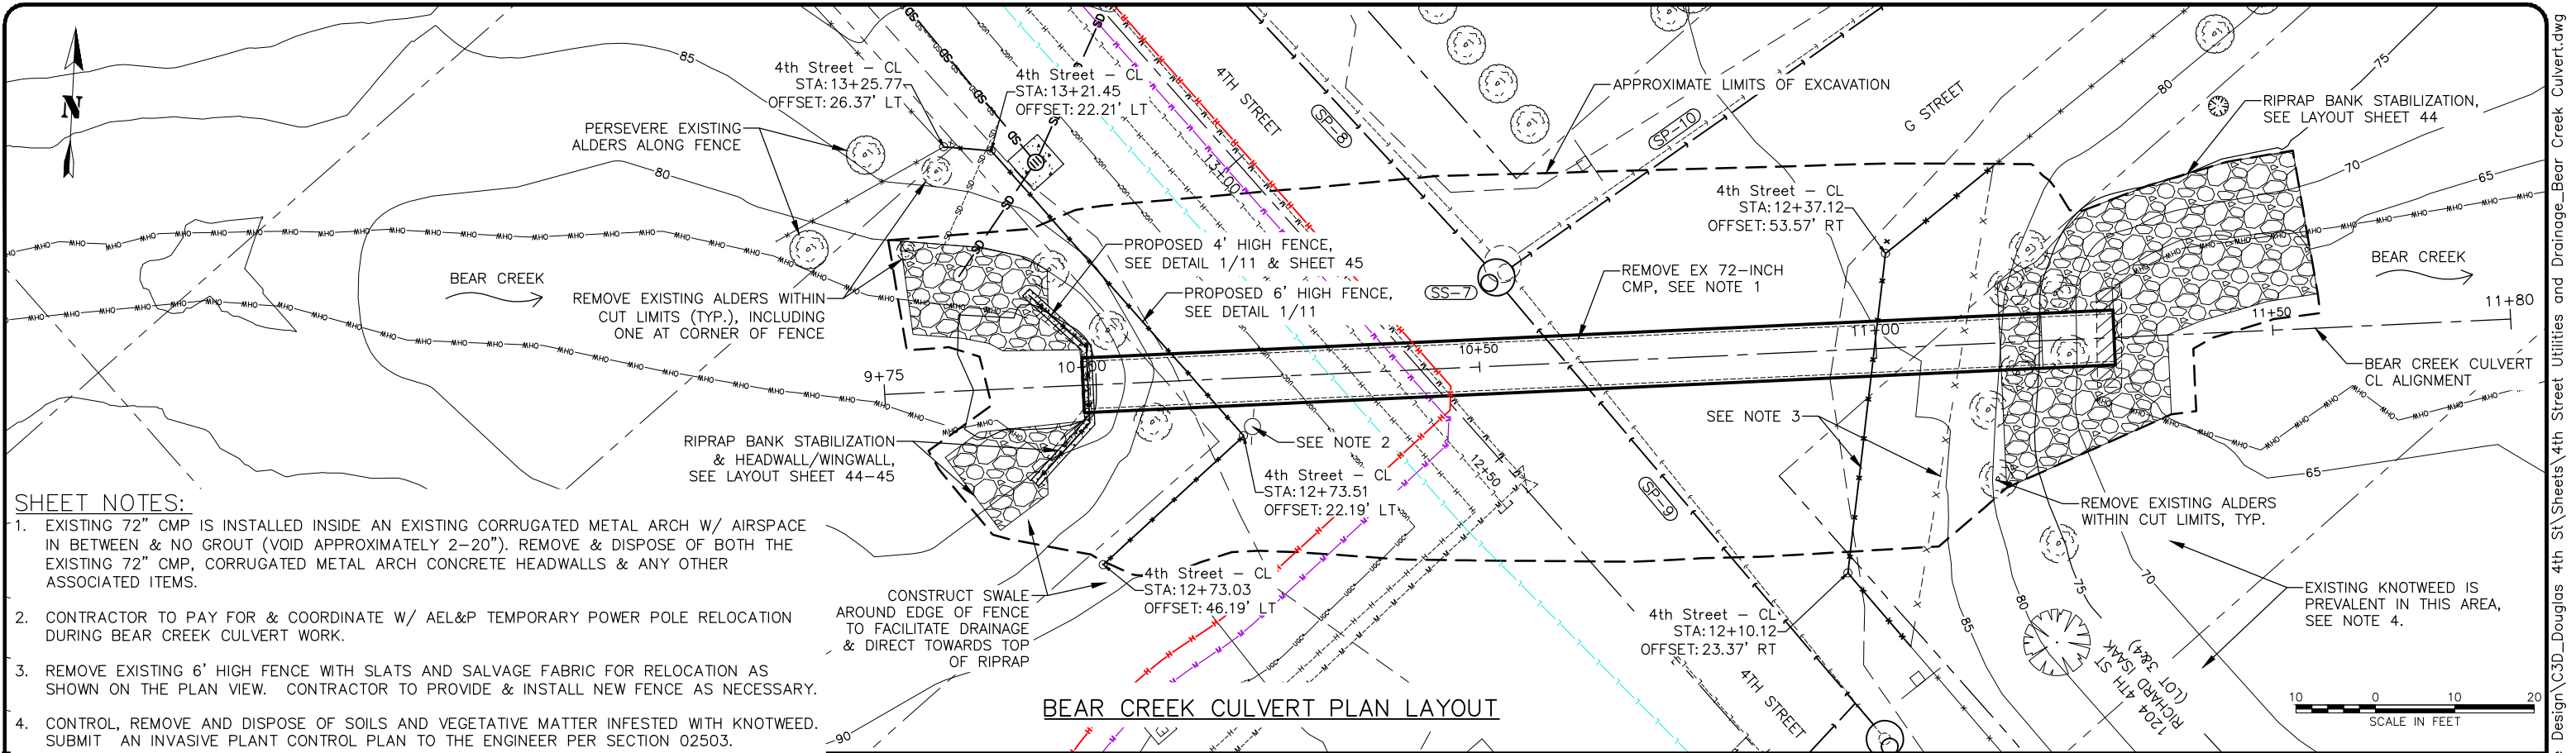 N
85
80
4th Street – CL
STA: 13+25.77
OFFSET: 26.37' LT
4th Street – CL
STA: 13+21.45
OFFSET: 22.21' LT
PERSEVERE EXISTING
ALDERS ALONG FENCE
4TH STREET
13+00
SP-8
SP-10
APPROXIMATE LIMITS OF EXCAVATION
G STREET
75
80
RIPRAP BANK STABILIZATION,
SEE LAYOUT SHEET 44
70
65
4th Street – CL
STA: 12+37.12
OFFSET: 53.57' RT
BEAR CREEK
REMOVE EXISTING ALDERS WITHIN
CUT LIMITS (TYP.), INCLUDING
ONE AT CORNER OF FENCE
PROPOSED 4' HIGH FENCE,
SEE DETAIL 1/11 & SHEET 45
PROPOSED 6' HIGH FENCE,
SEE DETAIL 1/11
SS-7
REMOVE EX 72-INCH
CMP, SEE NOTE 1
BEAR CREEK
9+75
10+00
10+50
11+00
11+50
11+80
BEAR CREEK CULVERT
CL ALIGNMENT
RIPRAP BANK STABILIZATION
& HEADWALL/WINGWALL,
SEE LAYOUT SHEET 44-45
SEE NOTE 2
4th Street – CL
STA: 12+73.51
OFFSET: 22.19' LT
12+50
SEE NOTE 3
SP-9
65
REMOVE EXISTING ALDERS
WITHIN CUT LIMITS, TYP.
SHEET NOTES:
1. EXISTING 72" CMP IS INSTALLED INSIDE AN EXISTING CORRUGATED METAL ARCH W/ AIRSPACE
IN BETWEEN & NO GROUT (VOID APPROXIMATELY 2-20"). REMOVE & DISPOSE OF BOTH THE
EXISTING 72" CMP, CORRUGATED METAL ARCH CONCRETE HEADWALLS & ANY OTHER
ASSOCIATED ITEMS.
2. CONTRACTOR TO PAY FOR & COORDINATE W/ AEL&P TEMPORARY POWER POLE RELOCATION
DURING BEAR CREEK CULVERT WORK.
3. REMOVE EXISTING 6' HIGH FENCE WITH SLATS AND SALVAGE FABRIC FOR RELOCATION AS
SHOWN ON THE PLAN VIEW. CONTRACTOR TO PROVIDE & INSTALL NEW FENCE AS NECESSARY.
4. CONTROL, REMOVE AND DISPOSE OF SOILS AND VEGETATIVE MATTER INFESTED WITH KNOTWEED.
SUBMIT AN INVASIVE PLANT CONTROL PLAN TO THE ENGINEER PER SECTION 02503.
CONSTRUCT SWALE
AROUND EDGE OF FENCE
TO FACILITATE DRAINAGE
& DIRECT TOWARDS TOP
OF RIPRAP
4th Street – CL
STA: 12+73.03
OFFSET: 46.19' LT
4th Street – CL
STA: 12+10.12
OFFSET: 23.37' RT
4TH STREET
85
80
75
70
EXISTING KNOTWEED IS
PREVALENT IN THIS AREA,
SEE NOTE 4.
1204 4TH ST
RICHARD ISAAK
(LOT 3&4)
90
BEAR CREEK CULVERT PLAN LAYOUT
10 0 10 20
SCALE IN FEET
Design\C3D_Douglas 4th St\Sheets\4th Street Utilities and Drainage_Bear Creek Culvert.dwg